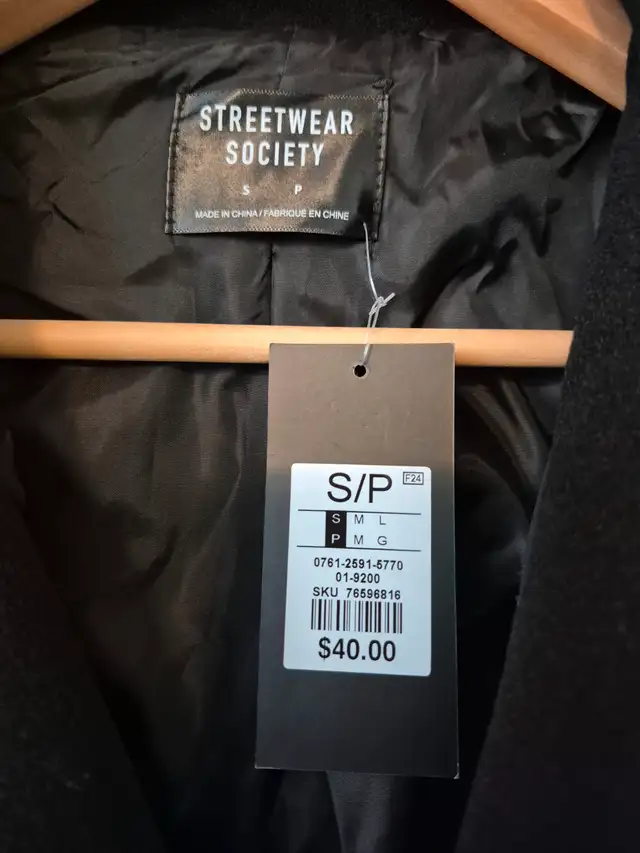 STREETWEAR
SOCIETY
S P
MADE IN CHINA / FABRIQUÉ EN CHINE
S/P F24
S M L
P M G
0761-2591-5770
01-9200
SKU 76596816
$40.00